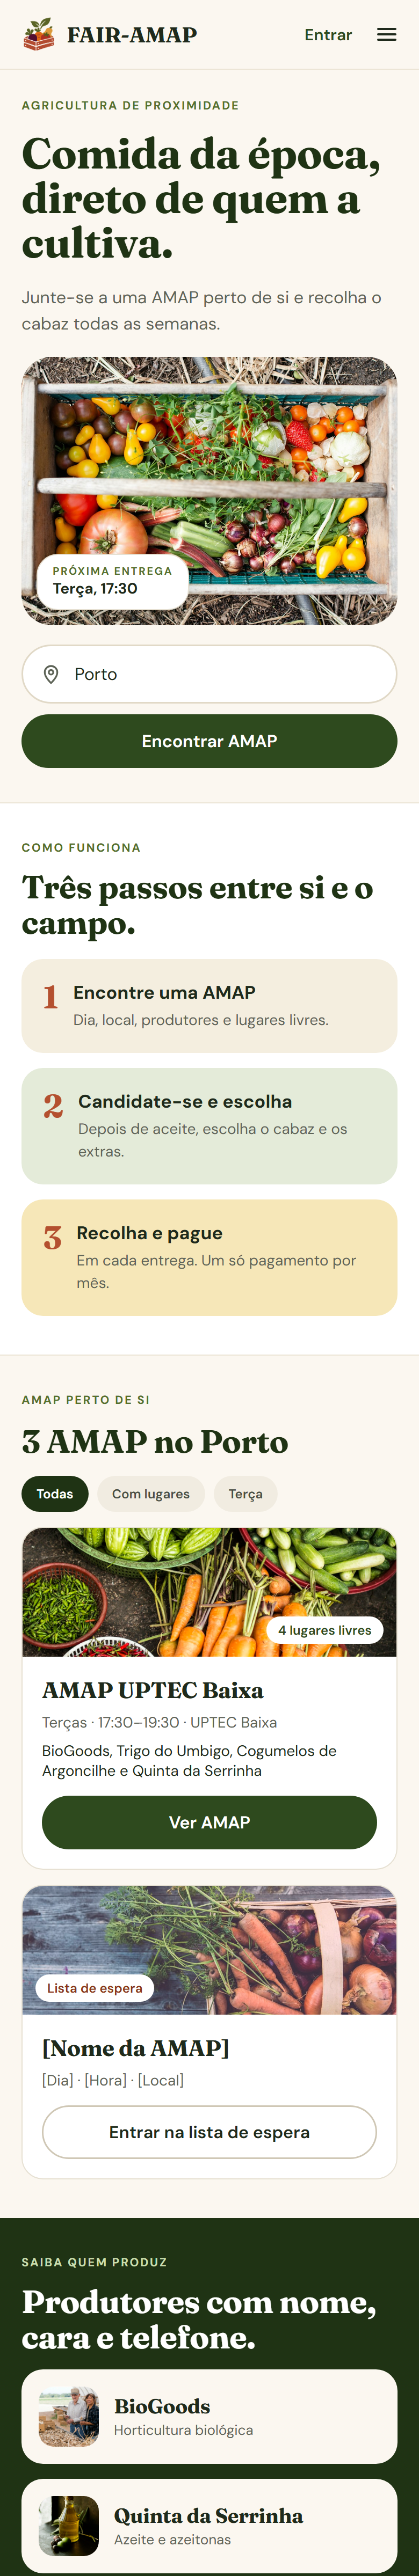 FAIR-AMAP
Entrar
AGRICULTURA DE PROXIMIDADE
Comida da época,
direto de quem a
cultiva.
Junte-se a uma AMAP perto de si e recolha o
cabaz todas as semanas.
PRÓXIMA ENTREGA
Terça, 17:30
Porto
Encontrar AMAP
COMO FUNCIONA
Três passos entre si e o
campo.
1
Encontre uma AMAP
Dia, local, produtores e lugares livres.
2
Candidate-se e escolha
Depois de aceite, escolha o cabaz e os
extras.
3
Recolha e pague
Em cada entrega. Um só pagamento por
mês.
AMAP PERTO DE SI
3 AMAP no Porto
Todas
Com lugares
Terça
4 lugares livres
AMAP UPTEC Baixa
Terças · 17:30–19:30 · UPTEC Baixa
BioGoods, Trigo do Umbigo, Cogumelos de
Argoncilhe e Quinta da Serrinha
Ver AMAP
Lista de espera
[Nome da AMAP]
[Dia] · [Hora] · [Local]
Entrar na lista de espera
SAIBA QUEM PRODUZ
Produtores com nome,
cara e telefone.
BioGoods
Horticultura biológica
Quinta da Serrinha
Azeite e azeitonas